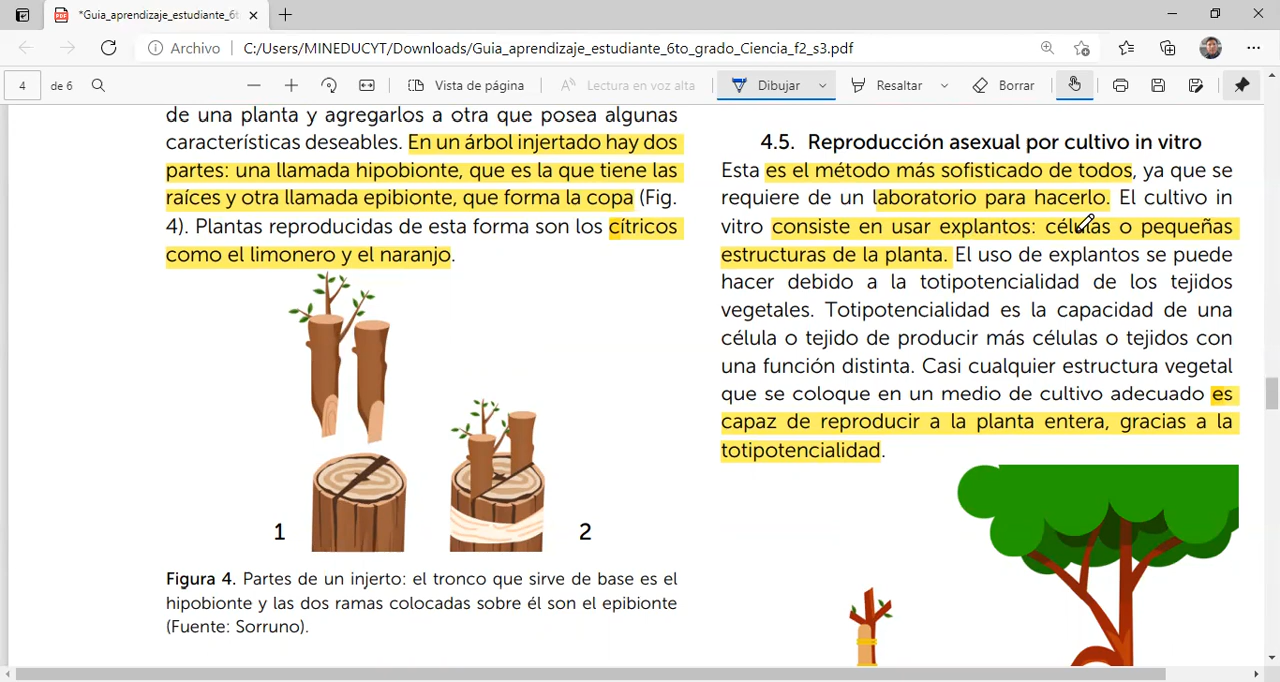 *Guia_aprendizaje_estudiante_6t
Archivo
C:/Users/MINEDUCYT/Downloads/Guia_aprendizaje_estudiante_6to_grado_Ciencia_f2_s3.pdf
4 de 6
Vista de página
Lectura en voz alta
Dibujar
Resaltar
Borrar
de una planta y agregarlos a otra que posea algunas
características deseables. En un árbol injertado hay dos
partes: una llamada hipobionte, que es la que tiene las
raíces y otra llamada epibionte, que forma la copa (Fig.
4). Plantas reproducidas de esta forma son los cítricos
como el limonero y el naranjo.
1
2
Figura 4. Partes de un injerto: el tronco que sirve de base es el
hipobionte y las dos ramas colocadas sobre él son el epibionte
(Fuente: Sorruno).
4.5. Reproducción asexual por cultivo in vitro
Esta es el método más sofisticado de todos, ya que se
requiere de un laboratorio para hacerlo. El cultivo in
vitro consiste en usar explantos: células o pequeñas
estructuras de la planta. El uso de explantos se puede
hacer debido a la totipotencialidad de los tejidos
vegetales. Totipotencialidad es la capacidad de una
célula o tejido de producir más células o tejidos con
una función distinta. Casi cualquier estructura vegetal
que se coloque en un medio de cultivo adecuado es
capaz de reproducir a la planta entera, gracias a la
totipotencialidad.